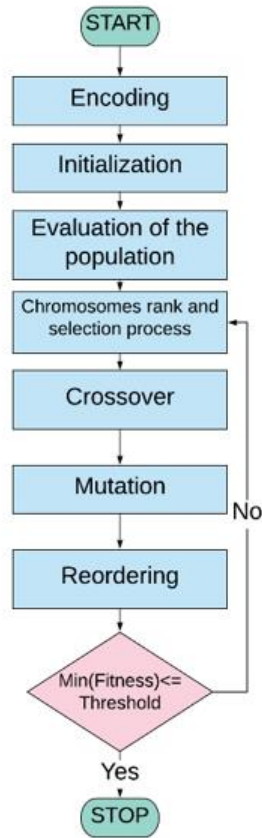 START
Encoding
Initialization
Evaluation of the
population
Chromosomes rank and
selection process
Crossover
Mutation
No
Reordering
Min(Fitness)<=
Threshold
Yes
STOP